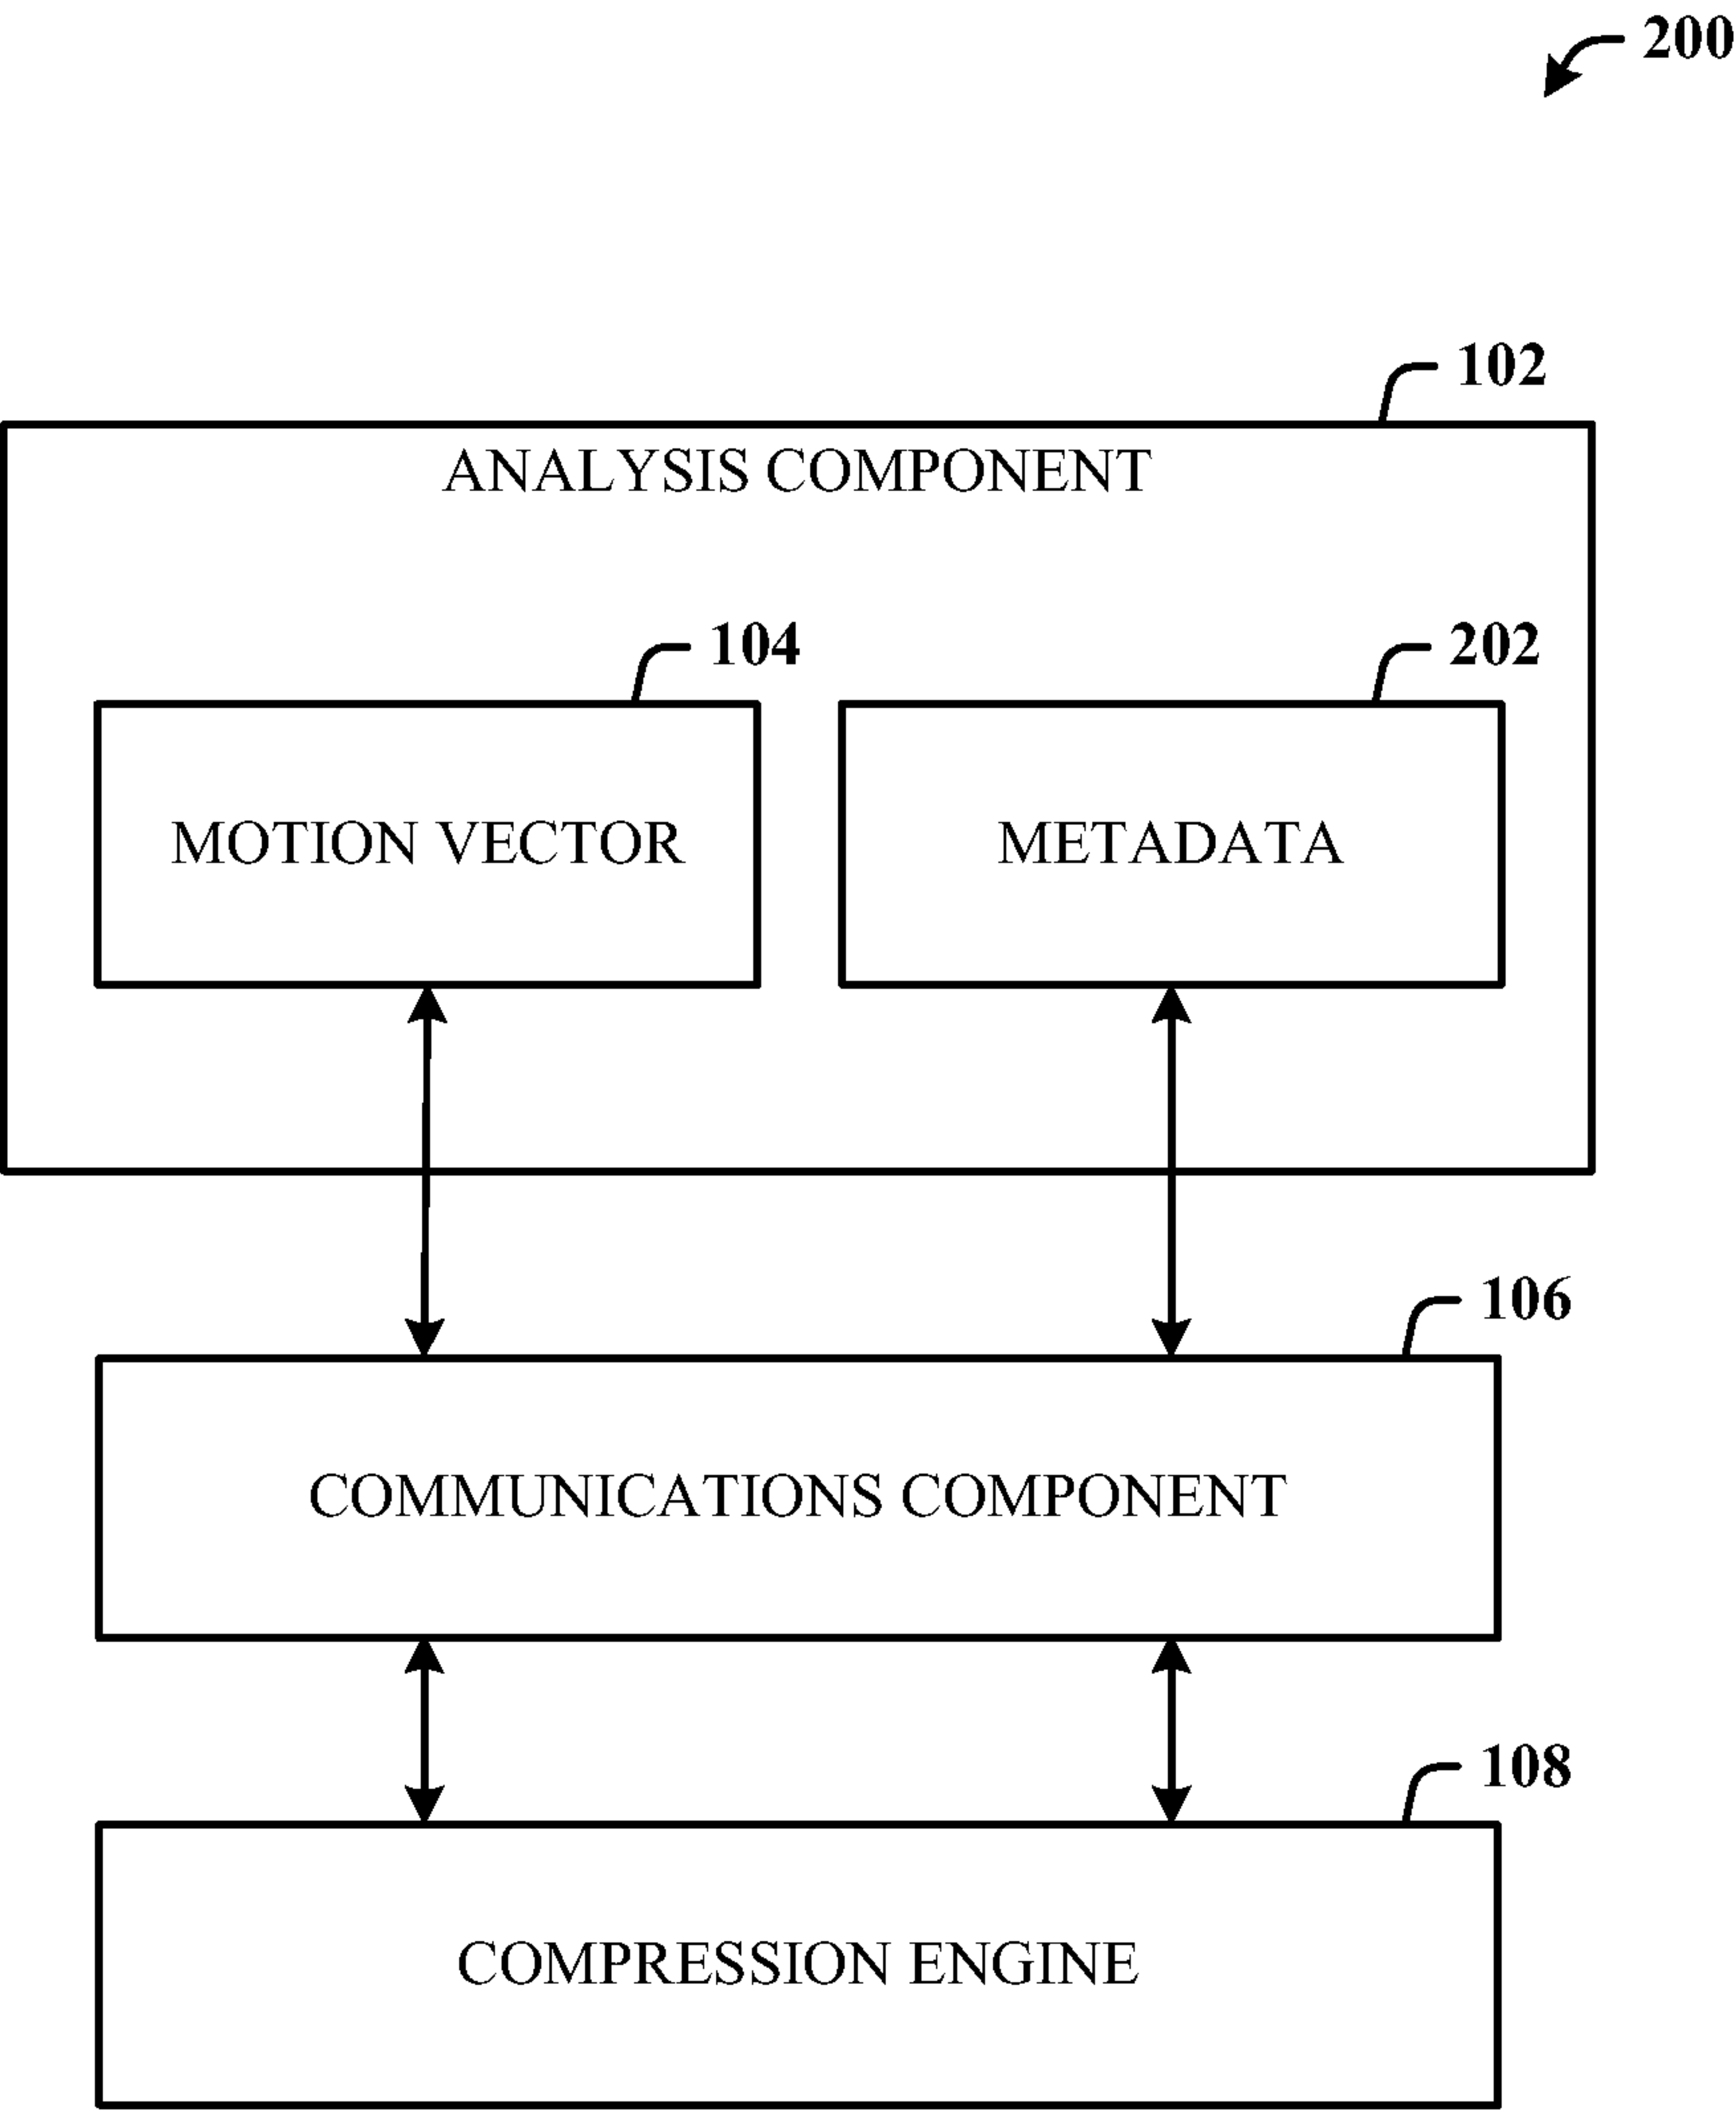 200
102
ANALYSIS COMPONENT
104
202
MOTION VECTOR
METADATA
106
COMMUNICATIONS COMPONENT
108
COMPRESSION ENGINE